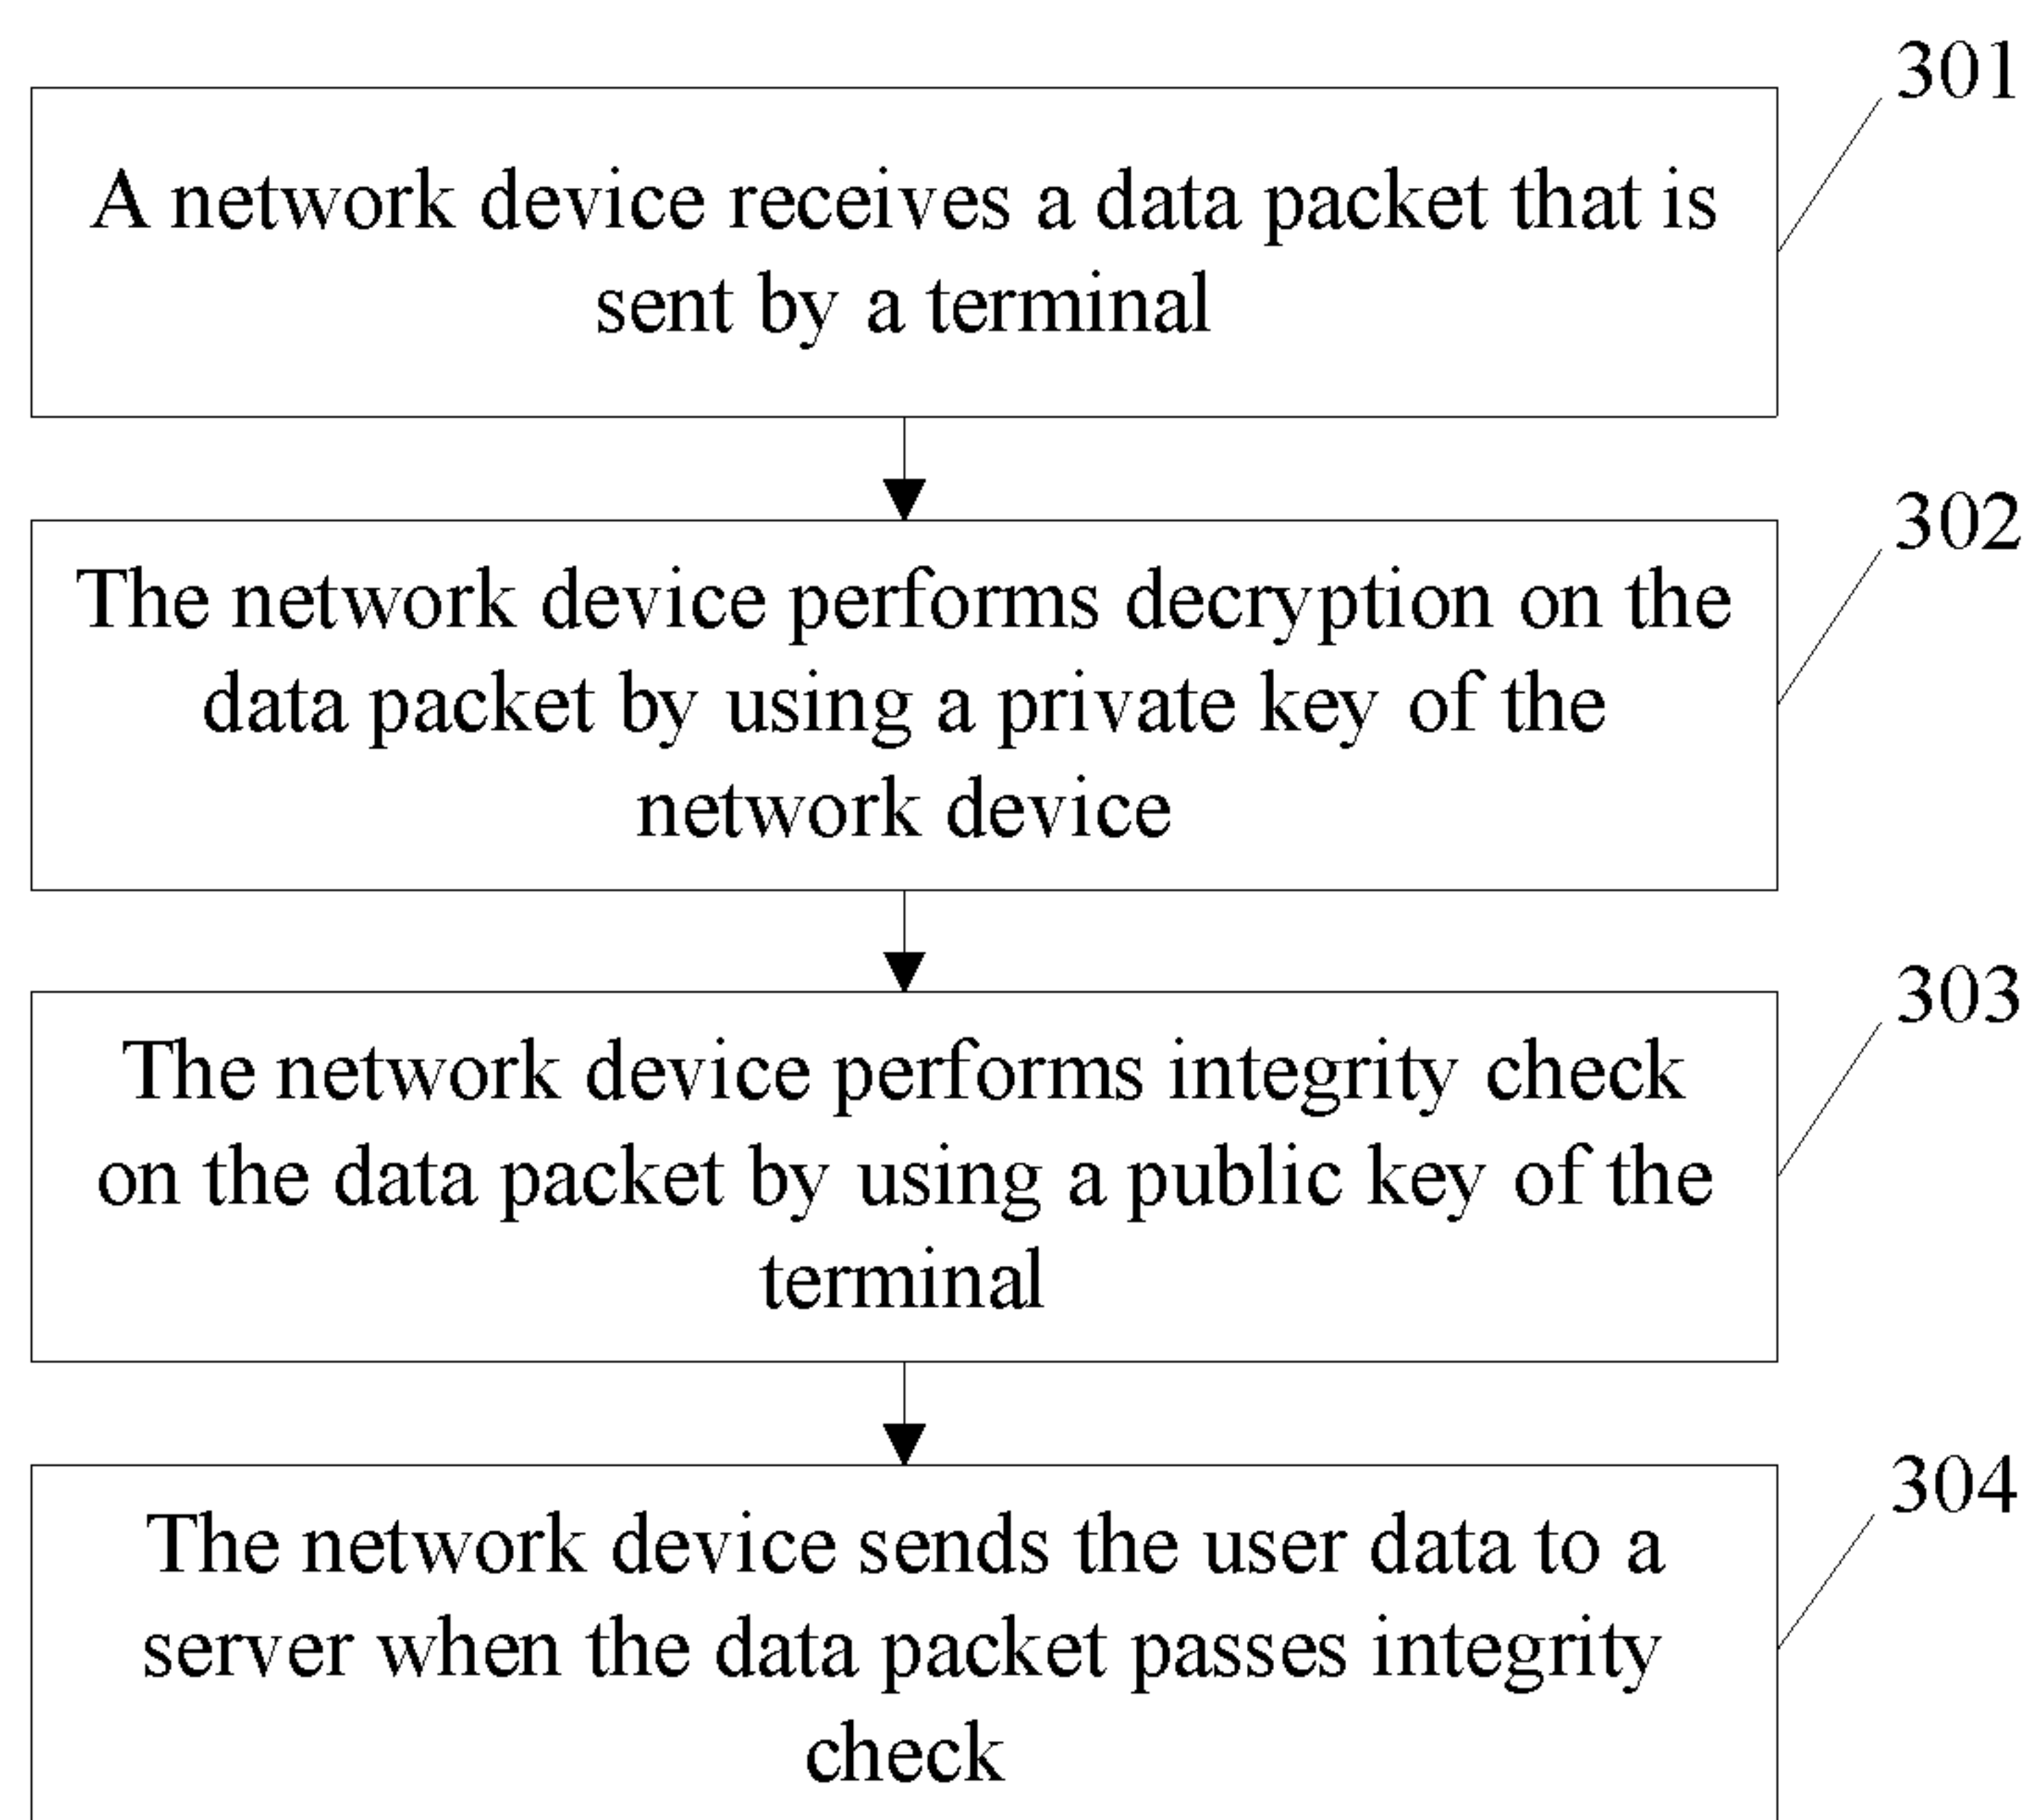 301
A network device receives a data packet that is
sent by a terminal
302
The network device performs decryption on the
data packet by using a private key of the
network device
303
The network device performs integrity check
on the data packet by using a public key of the
terminal
304
The network device sends the user data to a
server when the data packet passes integrity
check